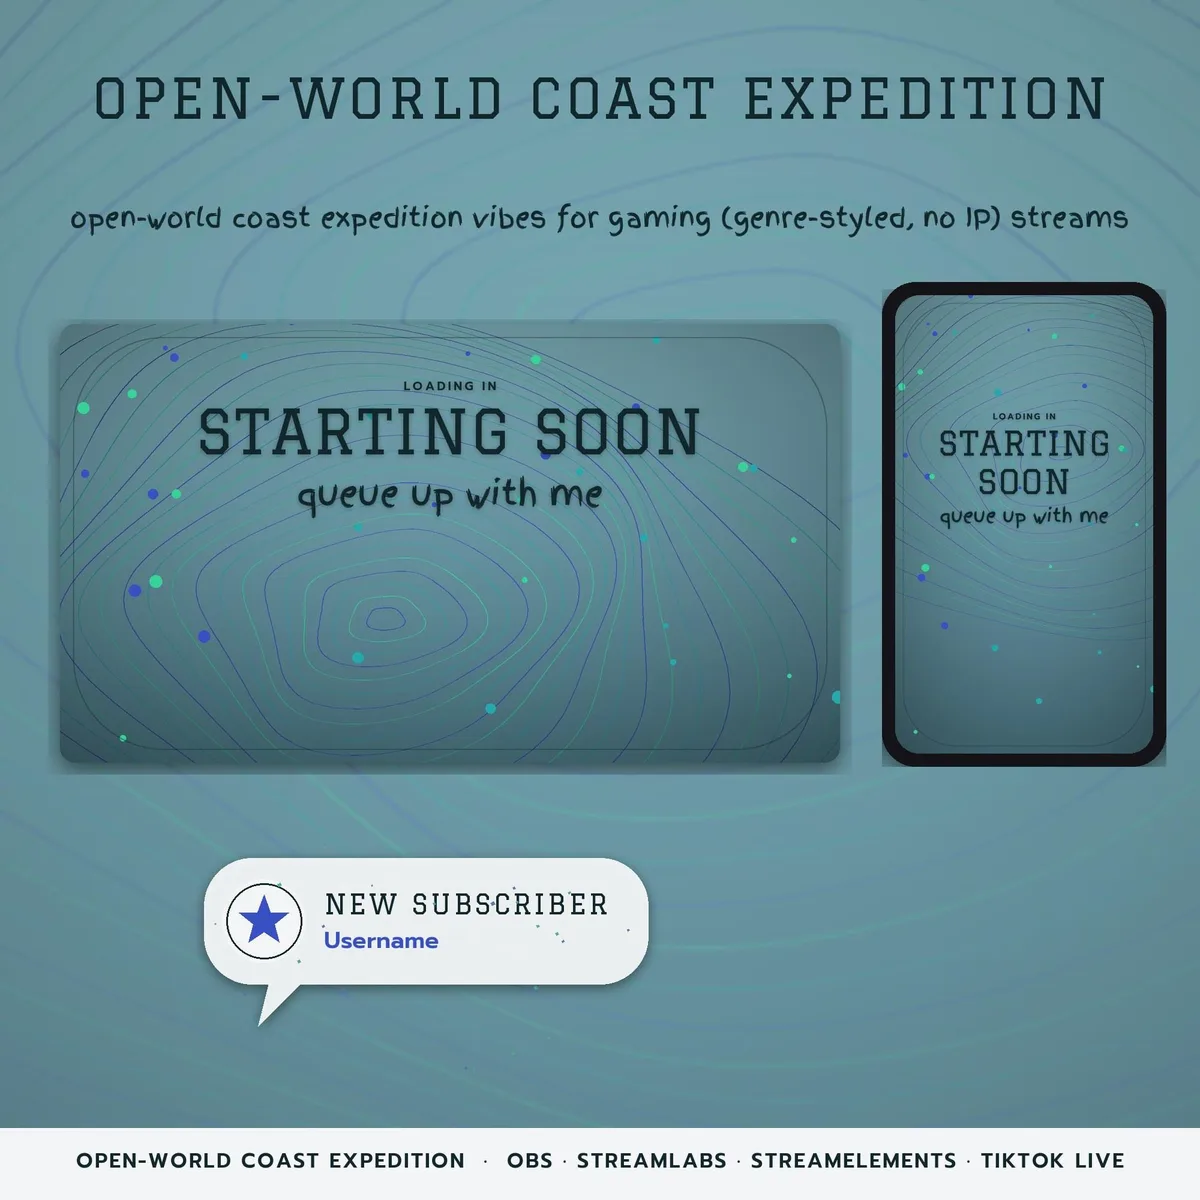 OPEN-WORLD COAST EXPEDITION
open-world coast expedition vibes for gaming (genre-styled, no IP) streams
LOADING IN
STARTING SOON
queue up with me
LOADING IN
STARTING
SOON
queue up with me
NEW SUBSCRIBER
Username
OPEN-WORLD COAST EXPEDITION · OBS · STREAMLABS · STREAMELEMENTS · TIKTOK LIVE